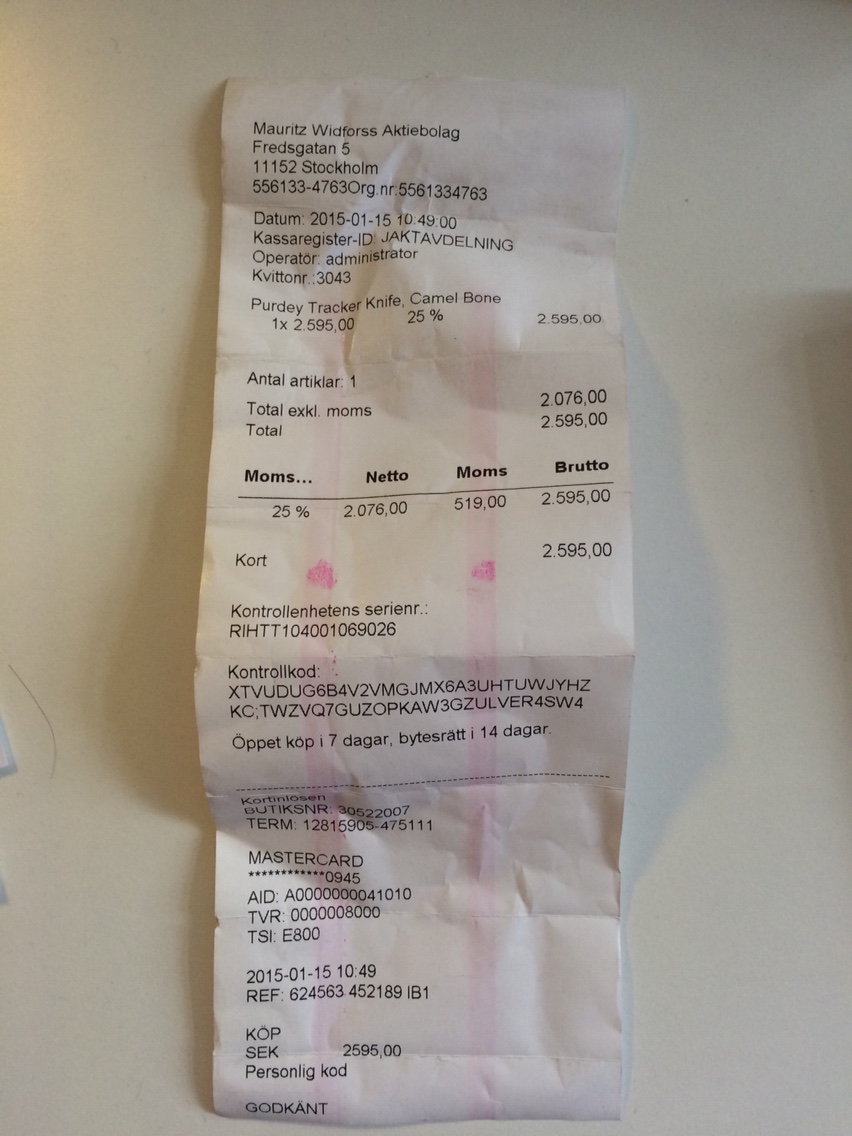 Mauritz Widforss Aktiebolag
Fredsgatan 5
11152 Stockholm
556133-4763Org.nr:5561334763
Datum: 2015-01-15 10:49:00
Kassaregister-ID: JAKTAVDELNING
Operatör: administrator
Kvittonr.:3043
Purdey Tracker Knife, Camel Bone
1x 2.595,00 25 % 2.595,00
Antal artiklar: 1
Total exkl. moms 2.076,00
Total 2.595,00
Moms... Netto Moms Brutto
25 % 2.076,00 519,00 2.595,00
Kort 2.595,00
Kontrollenhetens serienr.:
RIHTT104001069026
Kontrollkod:
XTVUDUG6B4V2VMGJMX6A3UHTUWJYHZ
KC;TWZVQ7GUZOPKAW3GZULVER4SW4
Öppet köp i 7 dagar, bytesrätt i 14 dagar.
Kortinlösen
BUTIKSNR: 30522007
TERM: 12815905-475111
MASTERCARD
************0945
AID: A0000000041010
TVR: 0000008000
TSI: E800
2015-01-15 10:49
REF: 624563 452189 IB1
KÖP
SEK 2595,00
Personlig kod
GODKÄNT